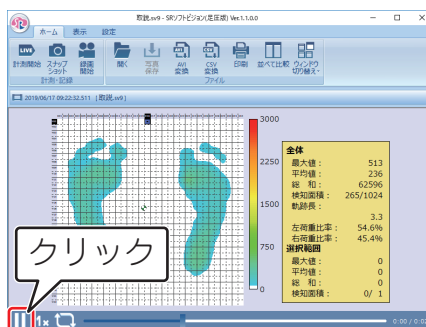 取説.sv9 - SRソフトビジョン(足圧版) Ver.1.1.0.0
ホーム 表示 設定
LIVE AVI CSV
計測開始 スナップショット 録画開始 開く 写真保存 AVI変換 CSV変換 印刷 並べて比較 ウィンドウ切り替え
計測・記録 ファイル
2019/06/17 09:22:32.511 [取説.sv9]
3000
2250
1500
750
0
全体
最大値: 513
平均値: 236
総 和: 62596
検知面積: 265/1024
軌跡長:
3.3
左荷重比率: 54.6%
右荷重比率: 45.4%
選択範囲
最大値: 0
平均値: 0
総 和: 0
検知面積: 0/ 1
クリック
1x
0:00 / 0:02